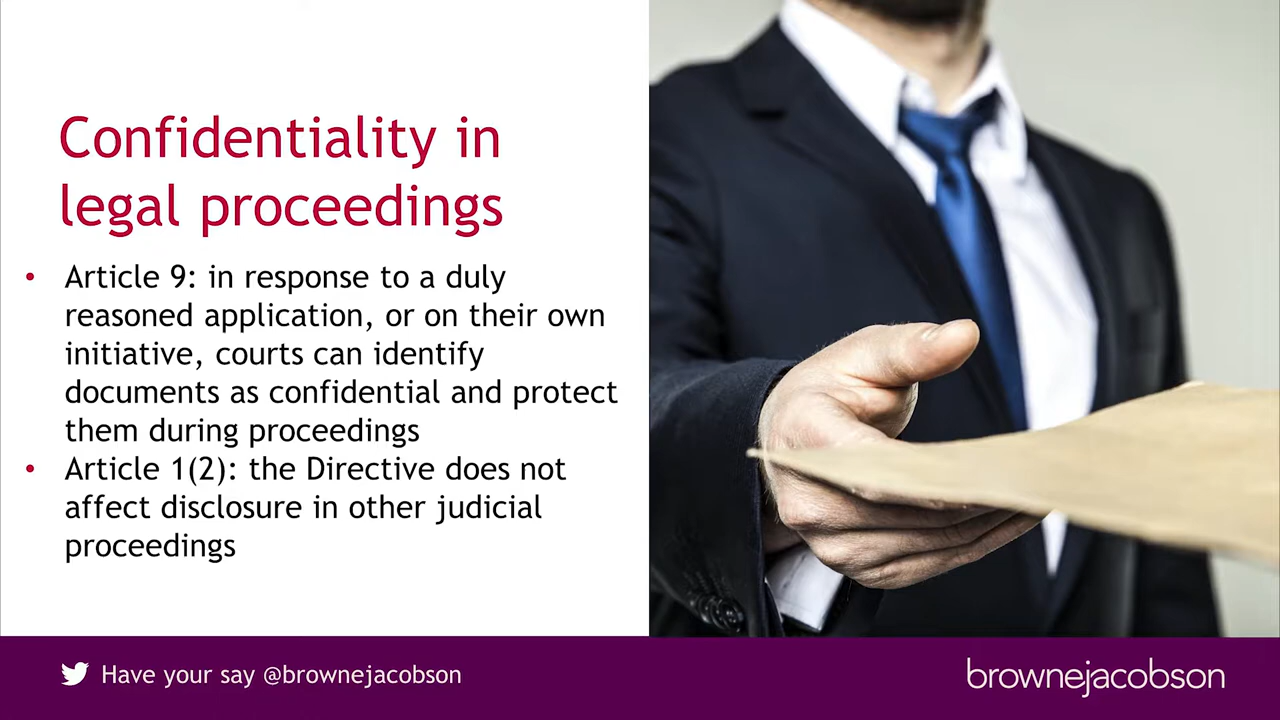 Confidentiality in
legal proceedings
• Article 9: in response to a duly
reasoned application, or on their own
initiative, courts can identify
documents as confidential and protect
them during proceedings
• Article 1(2): the Directive does not
affect disclosure in other judicial
proceedings
Have your say @brownejacobson
brownejacobson